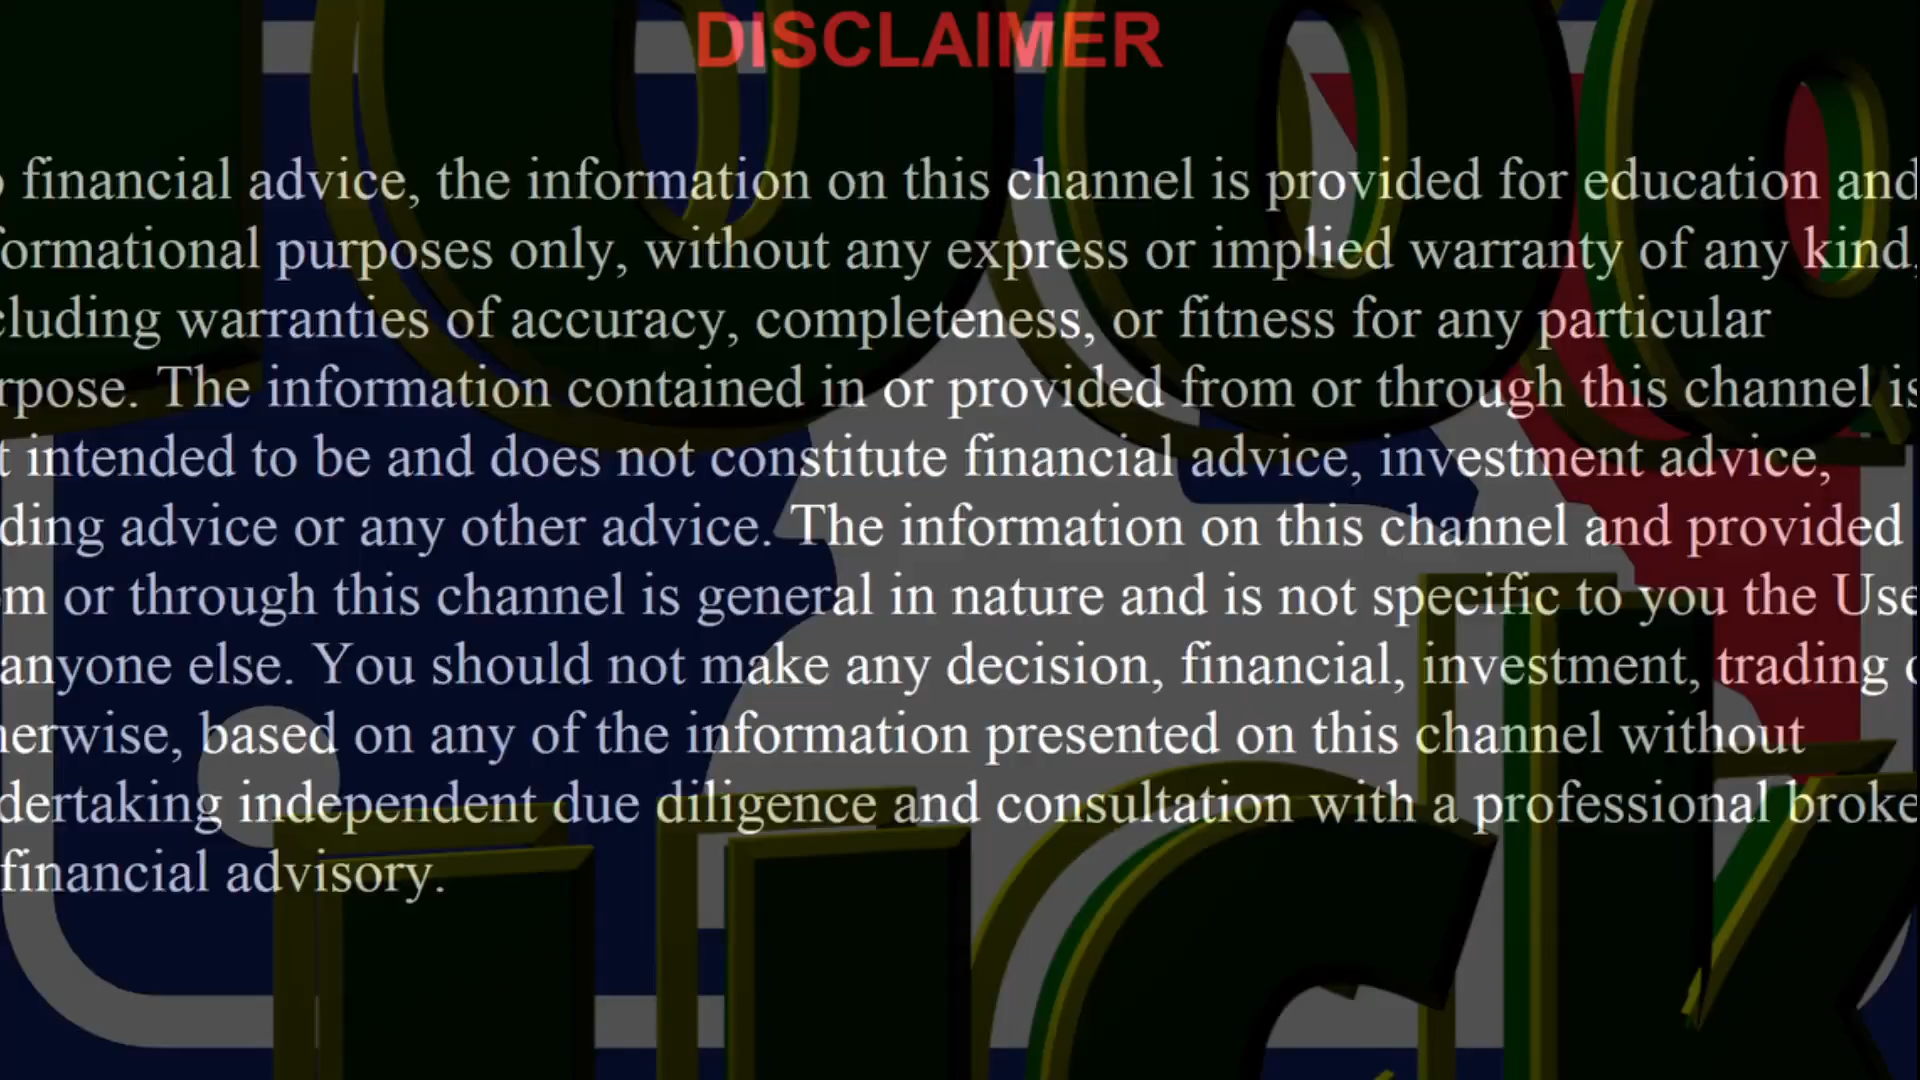 DISCLAIMER
financial advice, the information on this channel is provided for education and
formational purposes only, without any express or implied warranty of any kind,
cluding warranties of accuracy, completeness, or fitness for any particular
rpose. The information contained in or provided from or through this channel is
t intended to be and does not constitute financial advice, investment advice,
ding advice or any other advice. The information on this channel and provided
m or through this channel is general in nature and is not specific to you the Use
anyone else. You should not make any decision, financial, investment, trading o
herwise, based on any of the information presented on this channel without
dertaking independent due diligence and consultation with a professional broke
financial advisory.